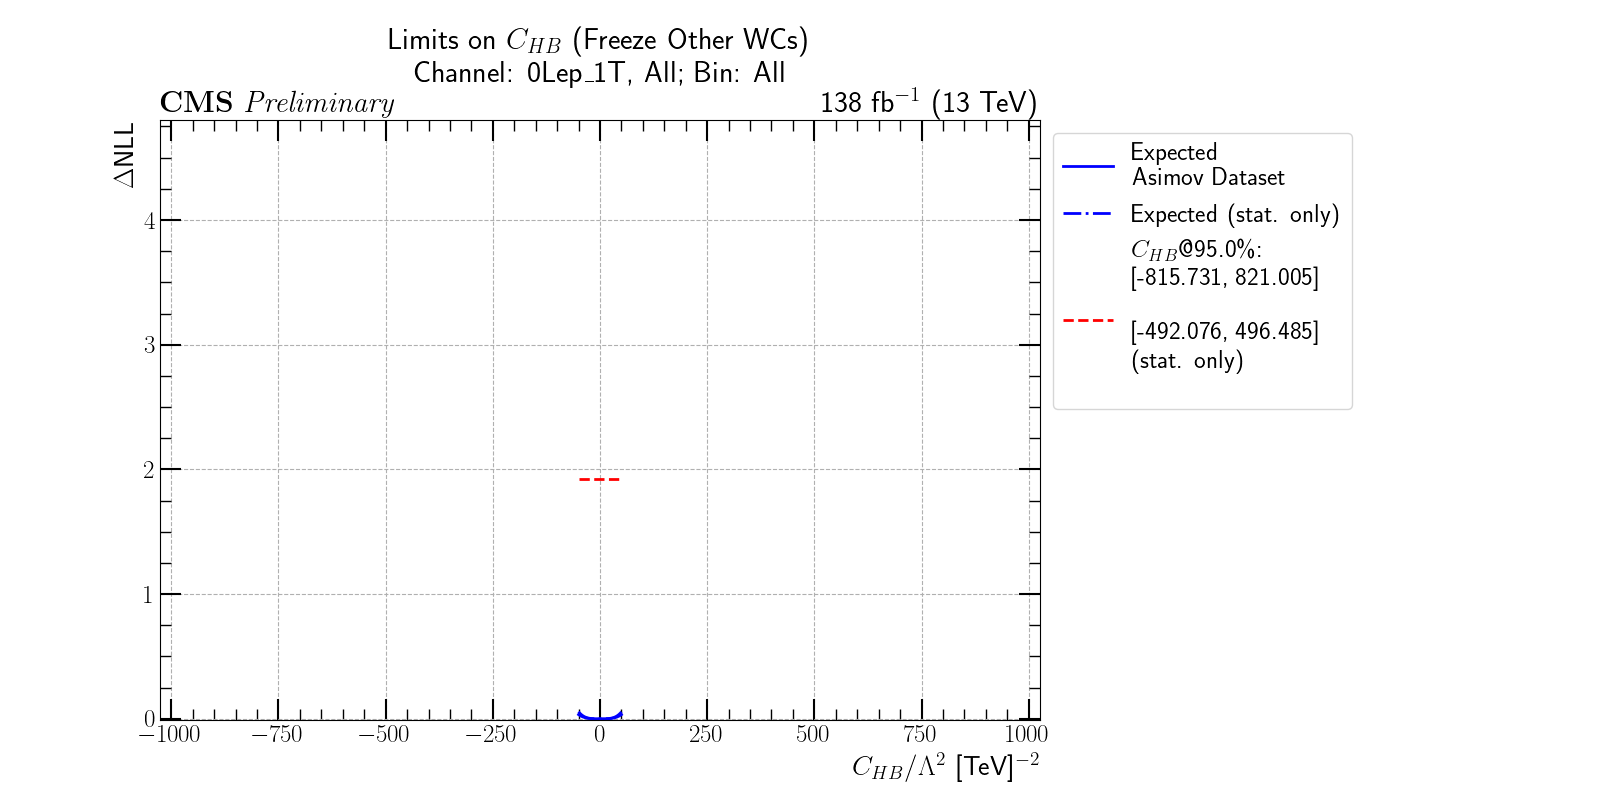 Limits on C_{HB} (Freeze Other WCs)
Channel: 0Lep_1T, All; Bin: All
CMS Preliminary
138 fb^{-1} (13 TeV)
ΔNLL
4
3
2
1
0
−1000 −750 −500 −250 0 250 500 750 1000
C_{HB}/Λ^2 [TeV]^{-2}
Expected
Asimov Dataset
Expected (stat. only)
C_{HB}@95.0%:
[-815.731, 821.005]
[-492.076, 496.485]
(stat. only)